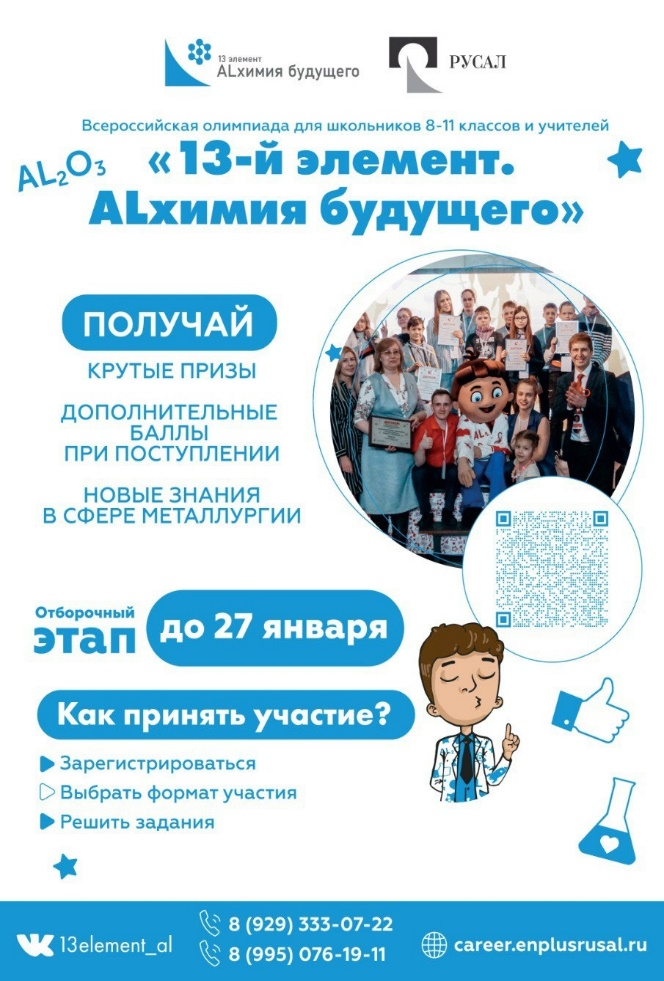 13 элемент
ALхимия будущего
РУСАЛ
Всероссийская олимпиада для школьников 8-11 классов и учителей
AL₂O₃
«13-й элемент.
ALхимия будущего»
ПОЛУЧАЙ
КРУТЫЕ ПРИЗЫ
ДОПОЛНИТЕЛЬНЫЕ
БАЛЛЫ
ПРИ ПОСТУПЛЕНИИ
НОВЫЕ ЗНАНИЯ
В СФЕРЕ МЕТАЛЛУРГИИ
Отборочный
этап
до 27 января
Как принять участие?
Зарегистрироваться
Выбрать формат участия
Решить задания
13element_al
8 (929) 333-07-22
8 (995) 076-19-11
career.enplusrusal.ru